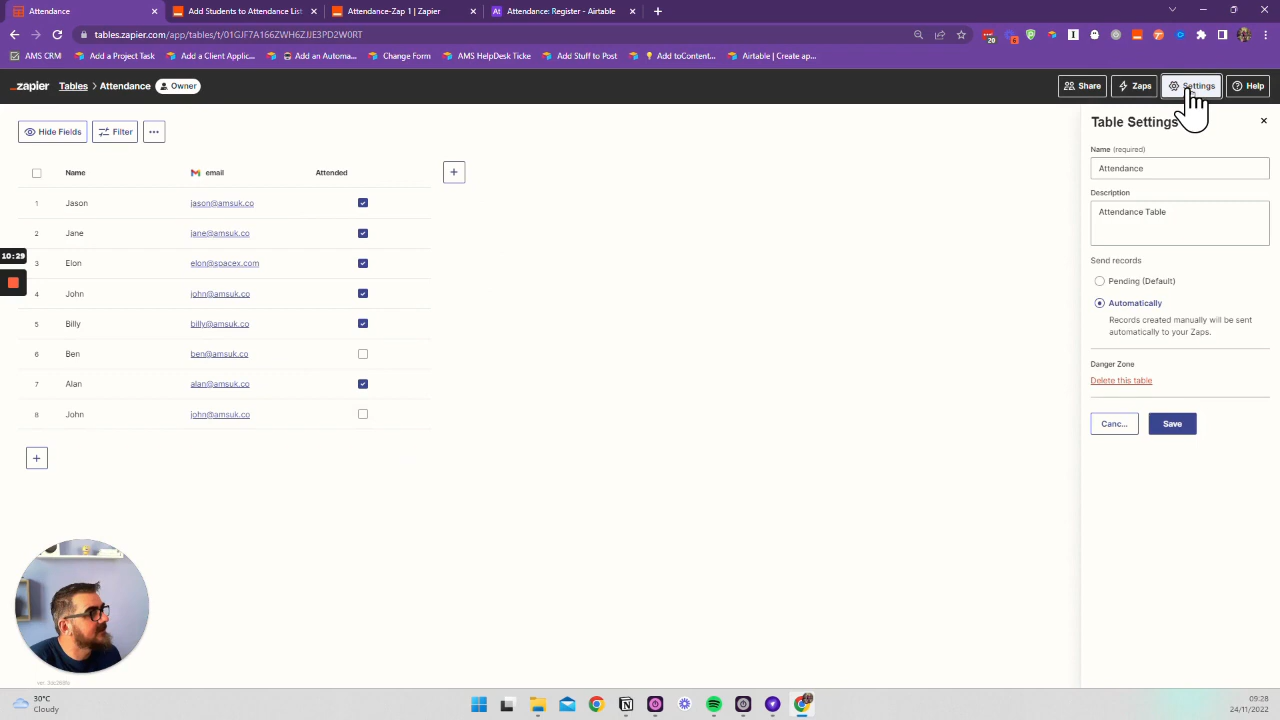 Attendance
Add Students to Attendance List
Attendance-Zap 1 | Zapier
Attendance: Register - Airtable
tables.zapier.com/app/tables/t/01GJF7A166ZWH6ZJJE3PD2W0RT
AMS CRM
Add a Project Task
Add a Client Applic...
Add an Automa...
Change Form
AMS HelpDesk Ticke
Add Stuff to Post
Add toConten...
Airtable | Create ap...
zapier
Tables > Attendance
Owner
Share
Zaps
Settings
Help
Hide Fields
Filter
Name
email
Attended
1 Jason jason@amsuk.co
2 Jane jane@amsuk.co
3 Elon elon@spacex.com
4 John john@amsuk.co
5 Billy billy@amsuk.co
6 Ben ben@amsuk.co
7 Alan alan@amsuk.co
8 John john@amsuk.co
10:29
Table Settings
Name (required)
Attendance
Description
Attendance Table
Send records
Pending (Default)
Automatically
Records created manually will be sent
automatically to your Zaps.
Danger Zone
Delete this table
Canc...
Save
30°C
Cloudy
09.28
24/11/2022